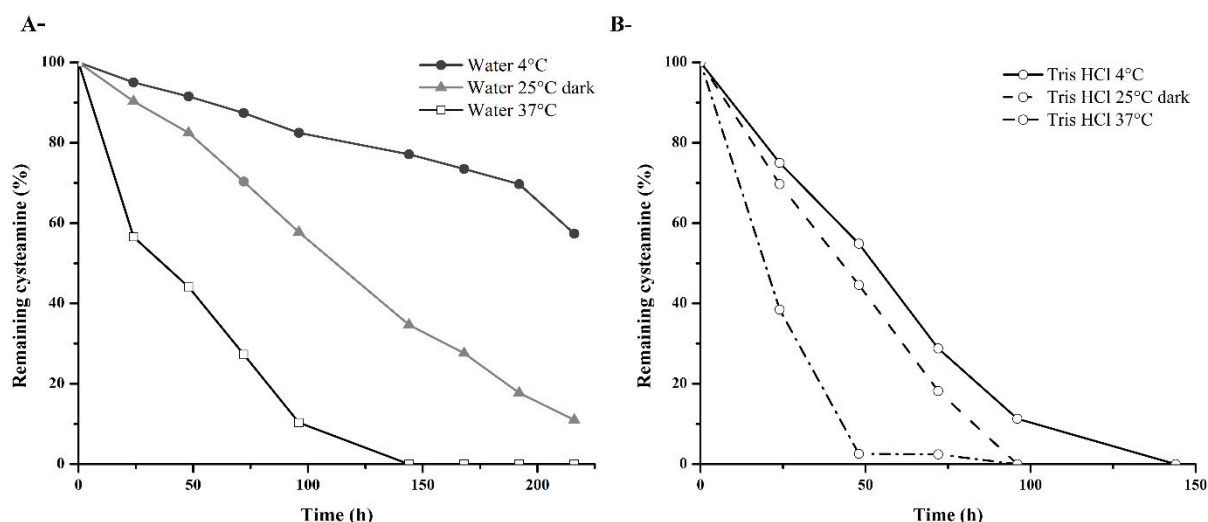 A-
B-
100
80
60
40
20
0
Remaining cysteamine (%)
Water 4°C
Water 25°C dark
Water 37°C
0
50
100
150
200
Time (h)
100
80
60
40
20
0
Remaining cysteamine (%)
Tris HCl 4°C
Tris HCl 25°C dark
Tris HCl 37°C
0
50
100
150
Time (h)